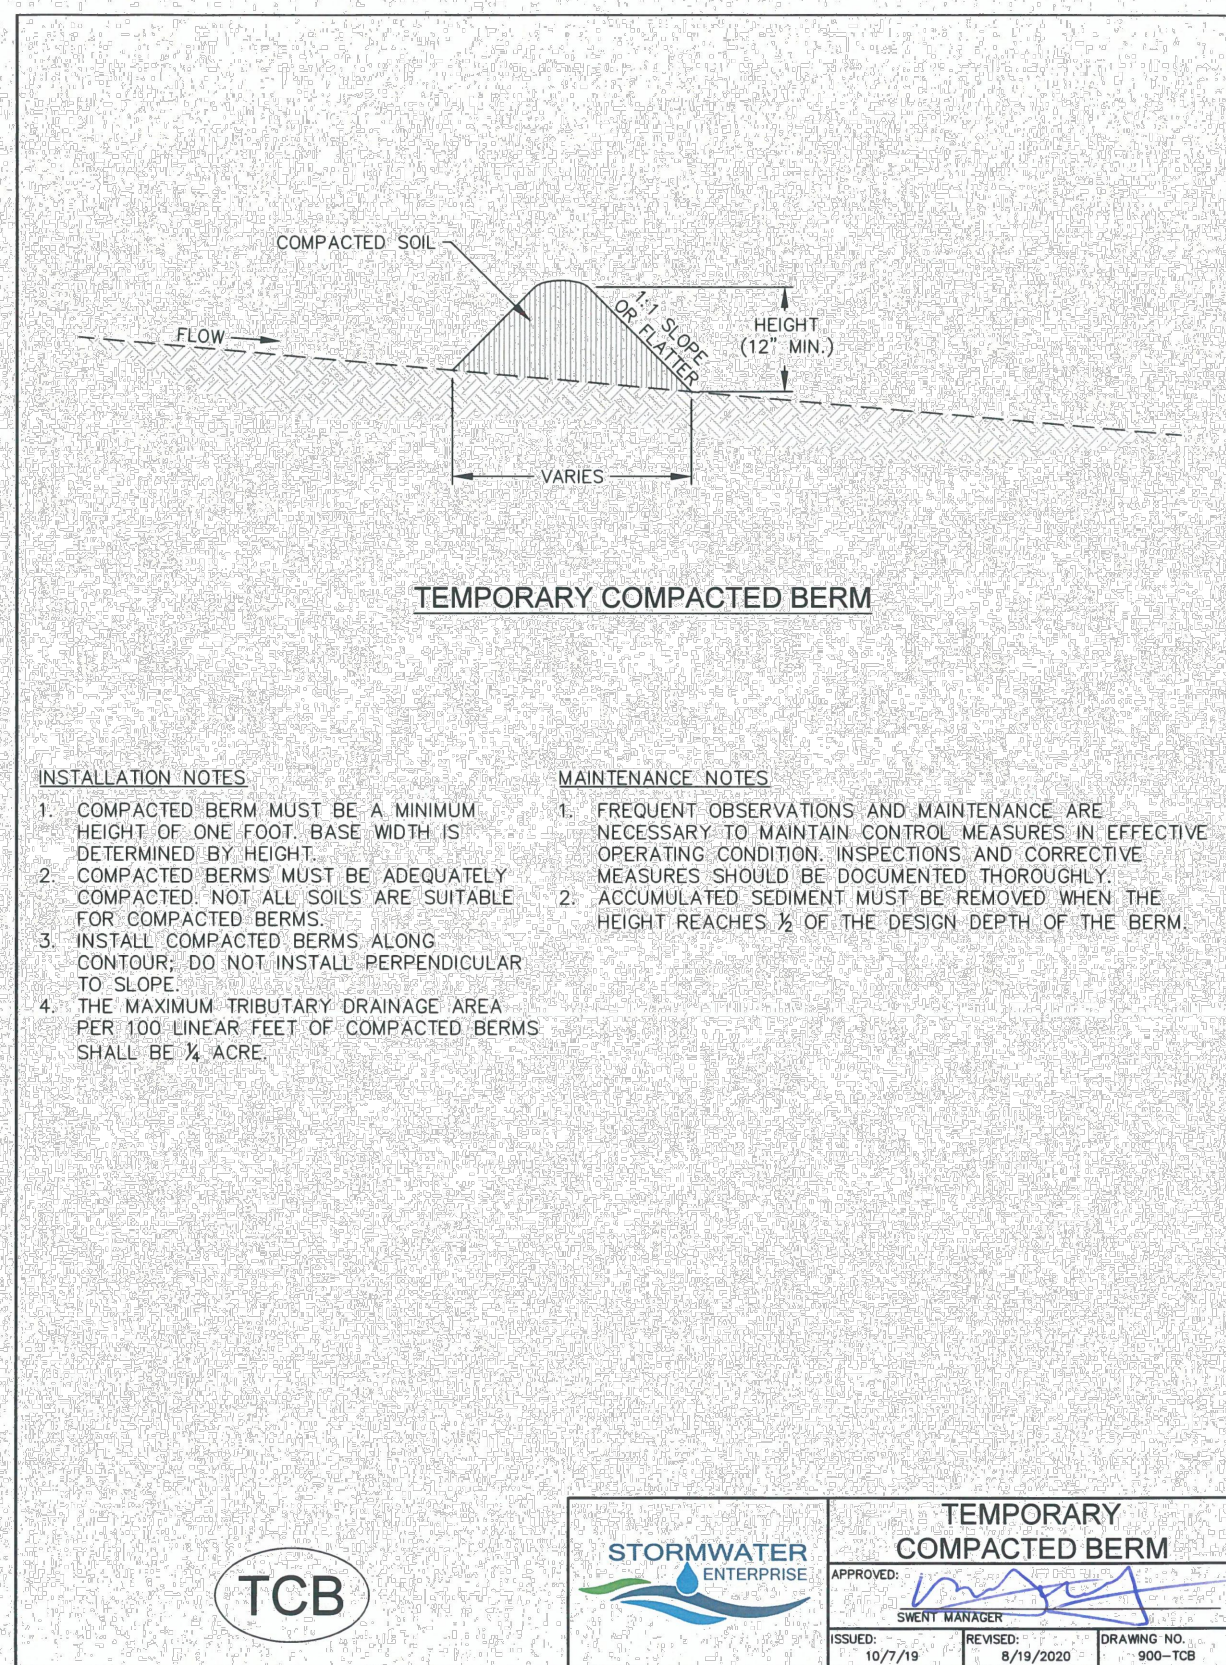 COMPACTED SOIL
FLOW
1:1 SLOPE
OR FLATTER
HEIGHT
(12" MIN.)
VARIES
TEMPORARY COMPACTED BERM
INSTALLATION NOTES
1. COMPACTED BERM MUST BE A MINIMUM
HEIGHT OF ONE FOOT. BASE WIDTH IS
DETERMINED BY HEIGHT.
2. COMPACTED BERMS MUST BE ADEQUATELY
COMPACTED. NOT ALL SOILS ARE SUITABLE
FOR COMPACTED BERMS.
3. INSTALL COMPACTED BERMS ALONG
CONTOUR; DO NOT INSTALL PERPENDICULAR
TO SLOPE.
4. THE MAXIMUM TRIBUTARY DRAINAGE AREA
PER 100 LINEAR FEET OF COMPACTED BERMS
SHALL BE ¼ ACRE.
MAINTENANCE NOTES
1. FREQUENT OBSERVATIONS AND MAINTENANCE ARE
NECESSARY TO MAINTAIN CONTROL MEASURES IN EFFECTIVE
OPERATING CONDITION. INSPECTIONS AND CORRECTIVE
MEASURES SHOULD BE DOCUMENTED THOROUGHLY.
2. ACCUMULATED SEDIMENT MUST BE REMOVED WHEN THE
HEIGHT REACHES ½ OF THE DESIGN DEPTH OF THE BERM.
TCB
STORMWATER
ENTERPRISE
TEMPORARY
COMPACTED BERM
APPROVED:
SWENT MANAGER
ISSUED:
10/7/19
REVISED:
8/19/2020
DRAWING NO.
900-TCB